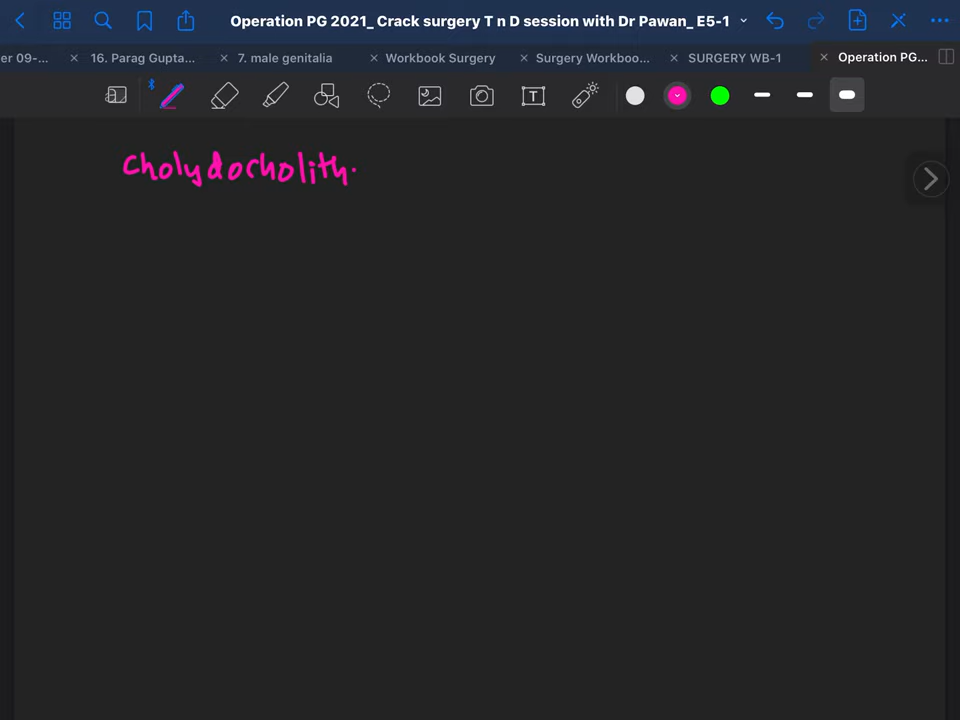 Operation PG 2021_ Crack surgery T n D session with Dr Pawan_ E5-1
er 09-... 16. Parag Gupta... 7. male genitalia Workbook Surgery Surgery Workboo... SURGERY WB-1 Operation PG...
T
Cholydocholith.